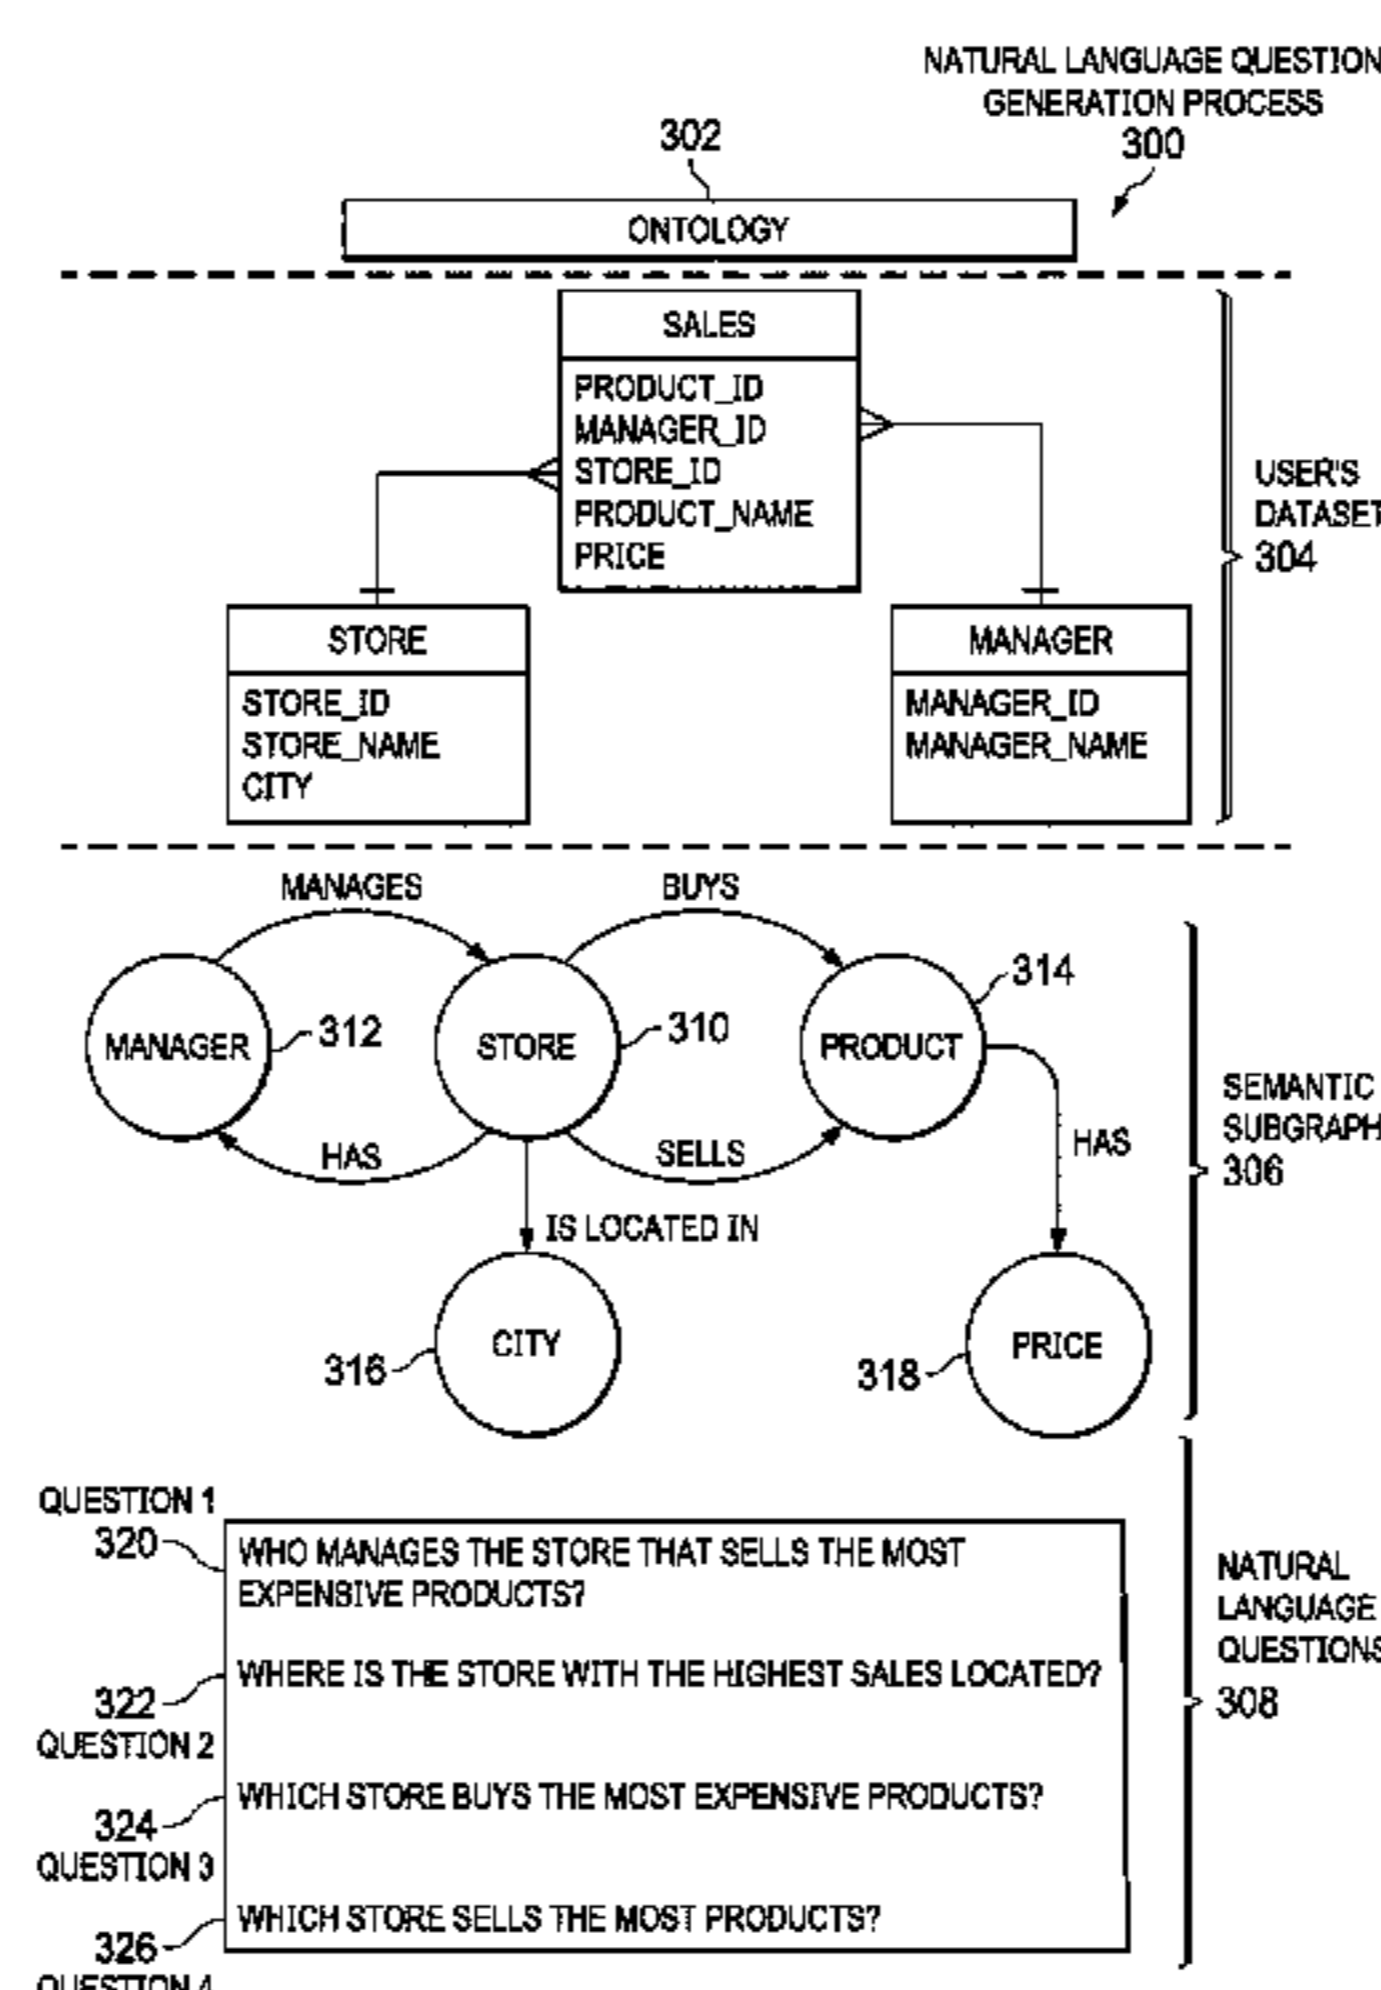 NATURAL LANGUAGE QUESTION
GENERATION PROCESS
300
302
ONTOLOGY
SALES
PRODUCT_ID
MANAGER_ID
STORE_ID
PRODUCT_NAME
PRICE
USER'S
DATASET
304
STORE
STORE_ID
STORE_NAME
CITY
MANAGER
MANAGER_ID
MANAGER_NAME
MANAGES
BUYS
MANAGER
312
STORE
310
PRODUCT
314
HAS
SELLS
HAS
IS LOCATED IN
SEMANTIC
SUBGRAPH
306
CITY
316
PRICE
318
QUESTION 1
320
WHO MANAGES THE STORE THAT SELLS THE MOST
EXPENSIVE PRODUCTS?
WHERE IS THE STORE WITH THE HIGHEST SALES LOCATED?
322
QUESTION 2
WHICH STORE BUYS THE MOST EXPENSIVE PRODUCTS?
324
QUESTION 3
WHICH STORE SELLS THE MOST PRODUCTS?
326
QUESTION 4
NATURAL
LANGUAGE
QUESTIONS
308